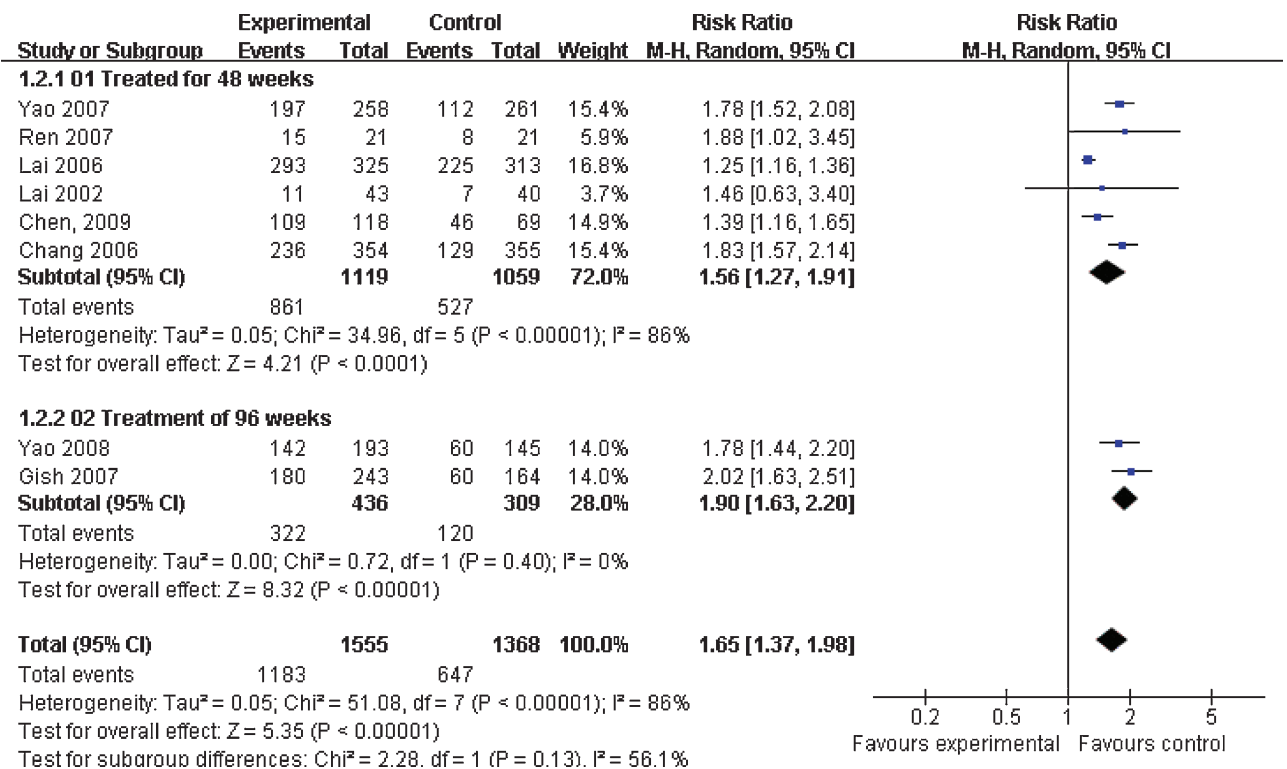 Experimental Control Risk Ratio Risk Ratio
Study or Subgroup Events Total Events Total Weight M-H, Random, 95% CI M-H, Random, 95% CI
1.2.1 01 Treated for 48 weeks
Yao 2007 197 258 112 261 15.4% 1.78 [1.52, 2.08]
Ren 2007 15 21 8 21 5.9% 1.88 [1.02, 3.45]
Lai 2006 293 325 225 313 16.8% 1.25 [1.16, 1.36]
Lai 2002 11 43 7 40 3.7% 1.46 [0.63, 3.40]
Chen, 2009 109 118 46 69 14.9% 1.39 [1.16, 1.65]
Chang 2006 236 354 129 355 15.4% 1.83 [1.57, 2.14]
Subtotal (95% CI) 1119 1059 72.0% 1.56 [1.27, 1.91]
Total events 861 527
Heterogeneity: Tau² = 0.05; Chi² = 34.96, df = 5 (P < 0.00001); I² = 86%
Test for overall effect: Z = 4.21 (P < 0.0001)
1.2.2 02 Treatment of 96 weeks
Yao 2008 142 193 60 145 14.0% 1.78 [1.44, 2.20]
Gish 2007 180 243 60 164 14.0% 2.02 [1.63, 2.51]
Subtotal (95% CI) 436 309 28.0% 1.90 [1.63, 2.20]
Total events 322 120
Heterogeneity: Tau² = 0.00; Chi² = 0.72, df = 1 (P = 0.40); I² = 0%
Test for overall effect: Z = 8.32 (P < 0.00001)
Total (95% CI) 1555 1368 100.0% 1.65 [1.37, 1.98]
Total events 1183 647
Heterogeneity: Tau² = 0.05; Chi² = 51.08, df = 7 (P < 0.00001); I² = 86%
Test for overall effect: Z = 5.35 (P < 0.00001)
Test for subgroup differences: Chi² = 2.28, df = 1 (P = 0.13), I² = 56.1%
0.2 0.5 1 2 5
Favours experimental Favours control